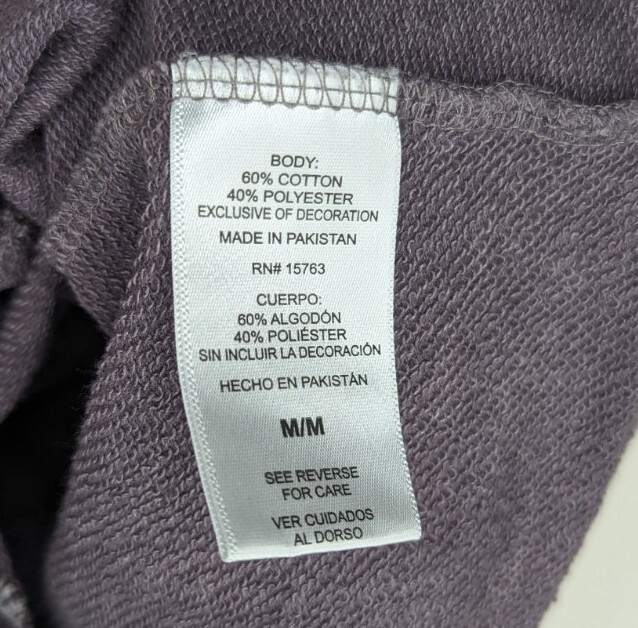 BODY:
60% COTTON
40% POLYESTER
EXCLUSIVE OF DECORATION
MADE IN PAKISTAN
RN# 15763
CUERPO:
60% ALGODÓN
40% POLIÉSTER
SIN INCLUIR LA DECORACIÓN
HECHO EN PAKISTÁN
M/M
SEE REVERSE
FOR CARE
VER CUIDADOS
AL DORSO